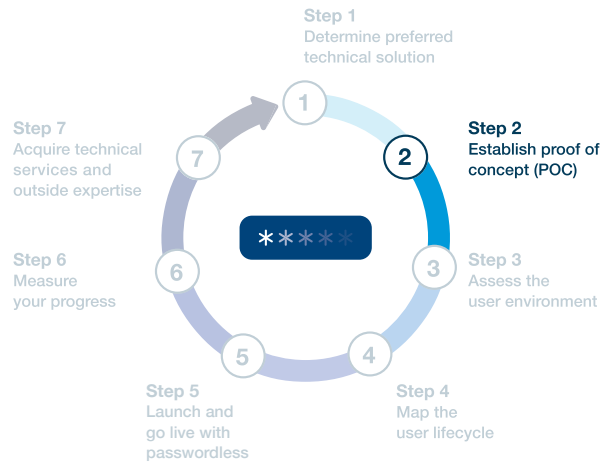 Step 1
Determine preferred
technical solution
1
Step 2
Establish proof of
concept (POC)
2
Step 3
Assess the
user environment
3
Step 4
Map the
user lifecycle
4
Step 5
Launch and
go live with
passwordless
5
Step 6
Measure
your progress
6
Step 7
Acquire technical
services and
outside expertise
7
*****